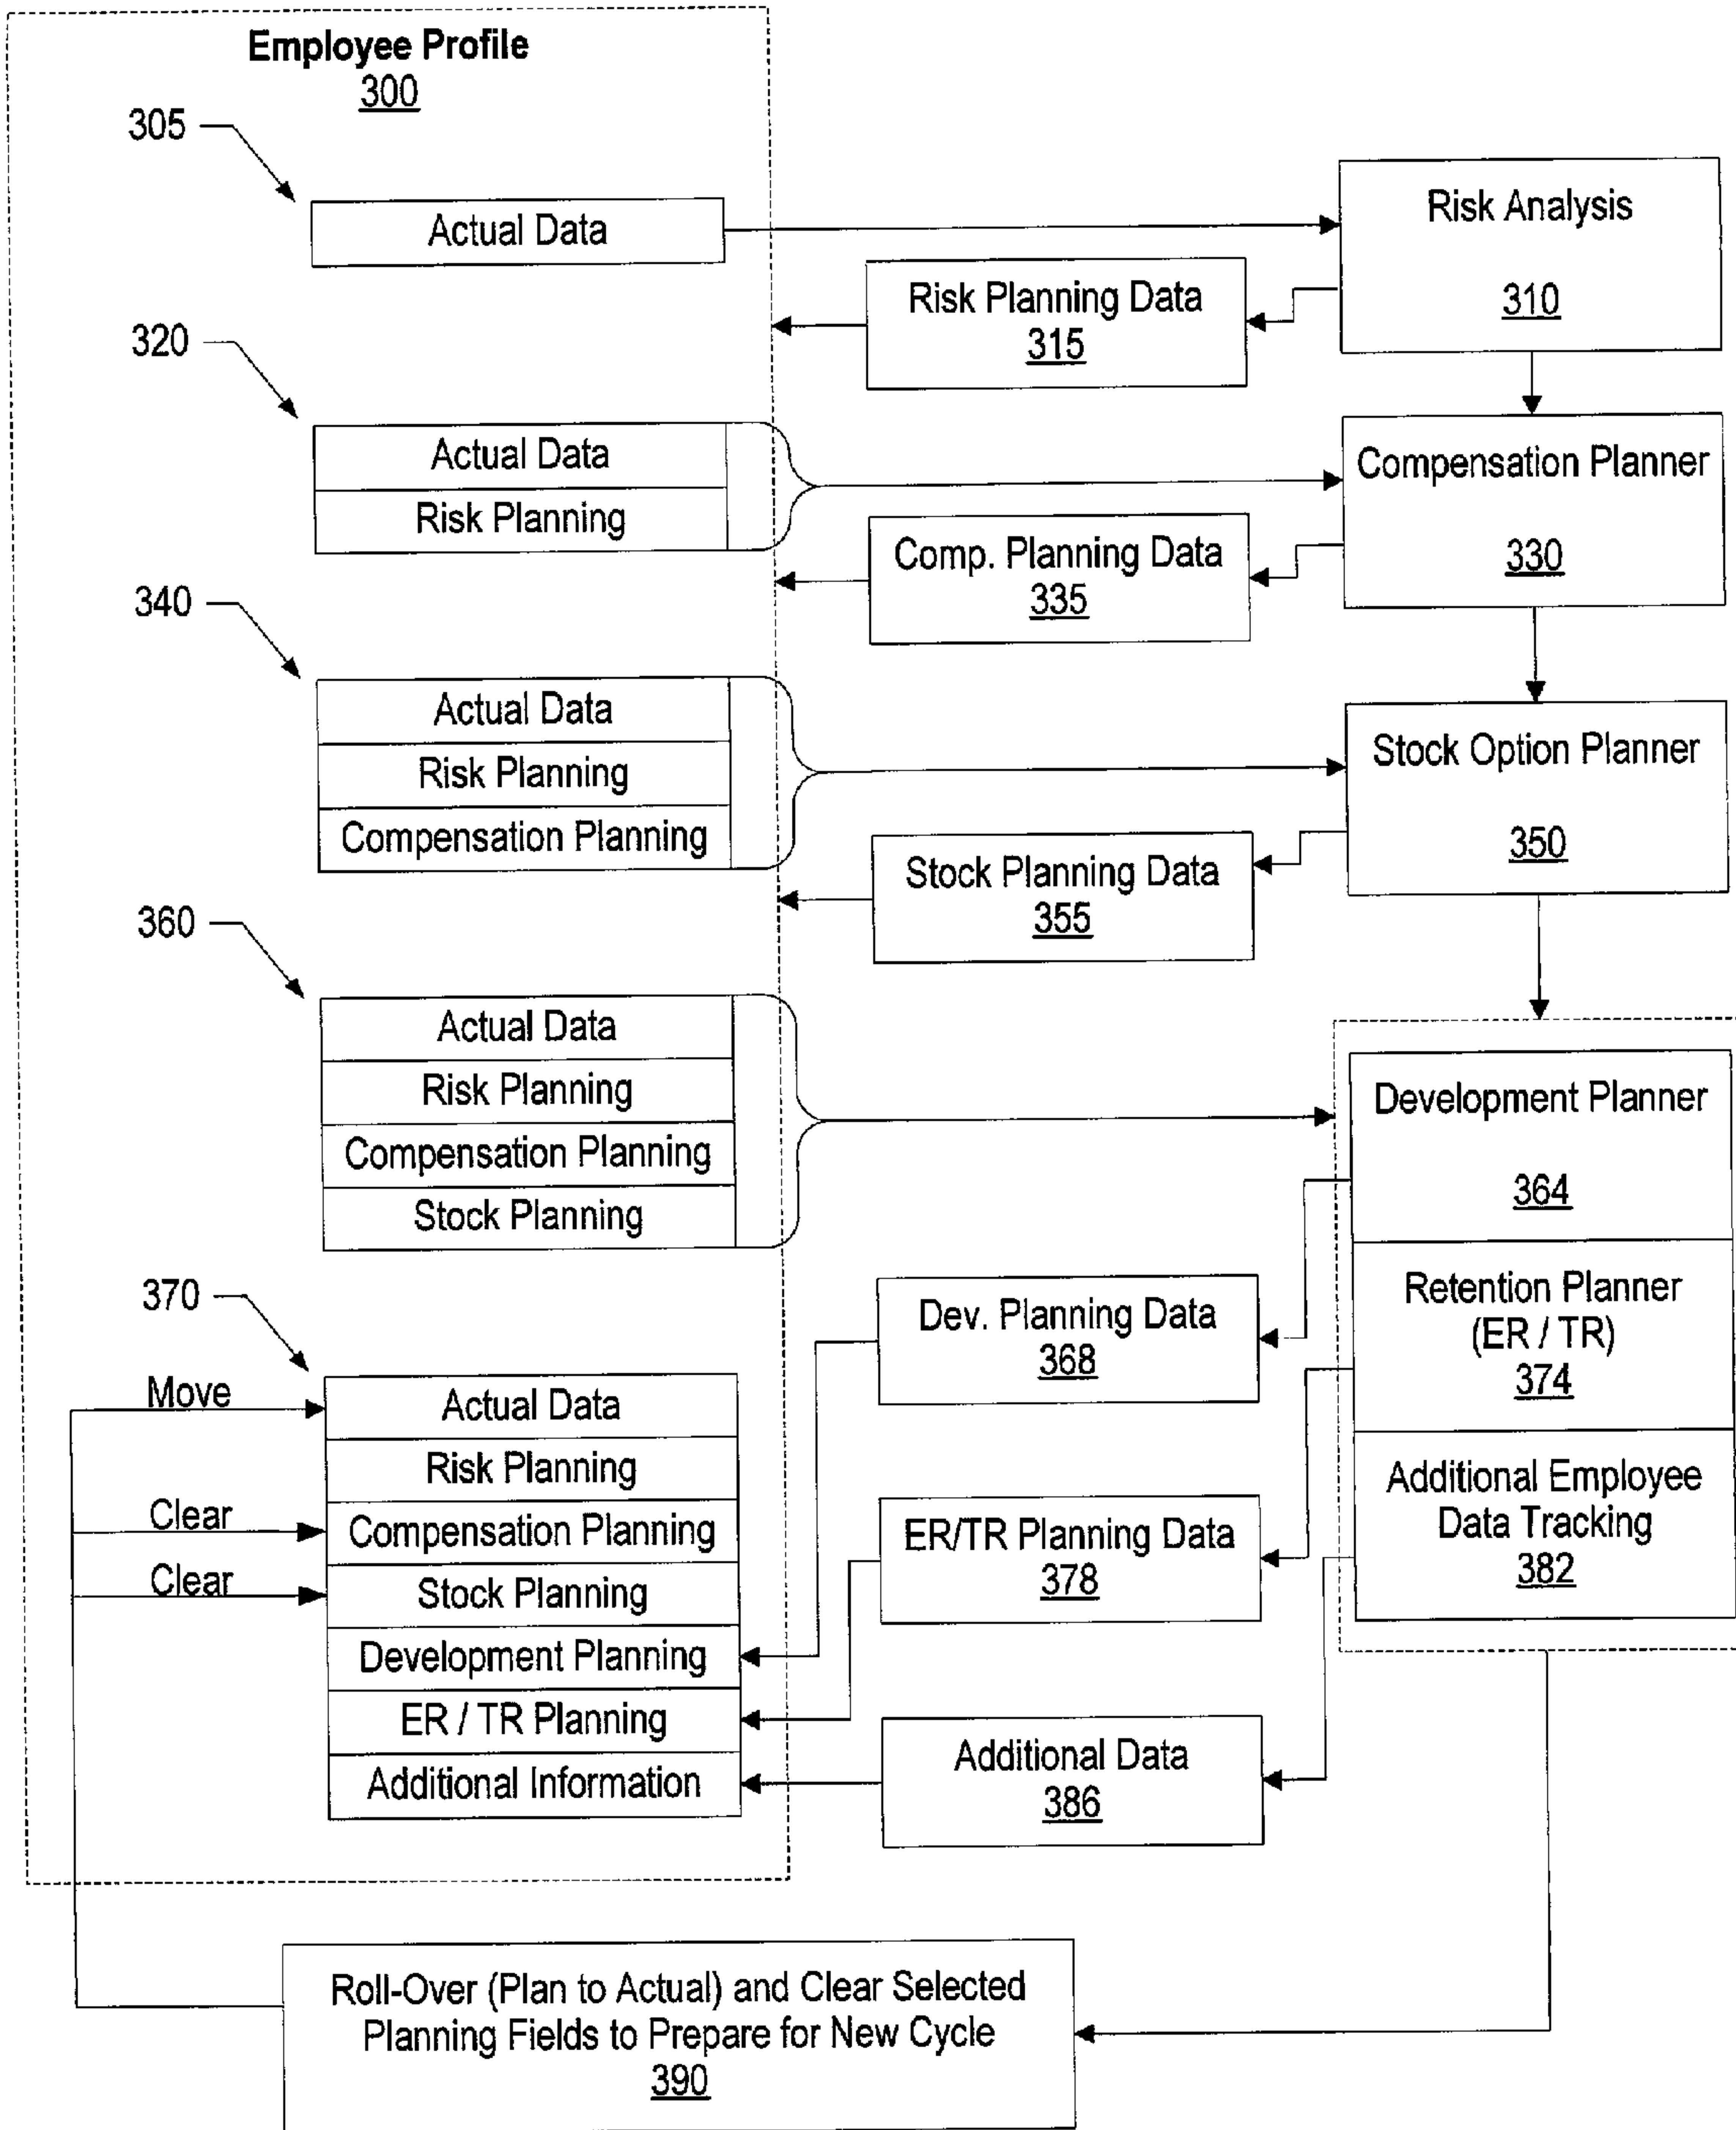 Employee Profile
300
305
Actual Data
Risk Analysis
310
Risk Planning Data
315
320
Actual Data
Risk Planning
Compensation Planner
330
Comp. Planning Data
335
340
Actual Data
Risk Planning
Compensation Planning
Stock Option Planner
350
Stock Planning Data
355
360
Actual Data
Risk Planning
Compensation Planning
Stock Planning
Development Planner
364
Retention Planner
(ER / TR)
374
Additional Employee
Data Tracking
382
Dev. Planning Data
368
ER/TR Planning Data
378
Additional Data
386
370
Move
Actual Data
Risk Planning
Clear
Compensation Planning
Clear
Stock Planning
Development Planning
ER / TR Planning
Additional Information
Roll-Over (Plan to Actual) and Clear Selected
Planning Fields to Prepare for New Cycle
390